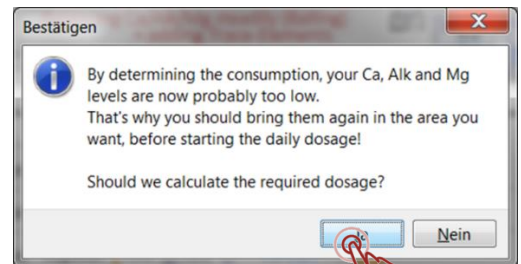 Bestätigen
By determining the consumption, your Ca, Alk and Mg
levels are now probably too low.
That's why you should bring them again in the area you
want, before starting the daily dosage!
Should we calculate the required dosage?
Nein